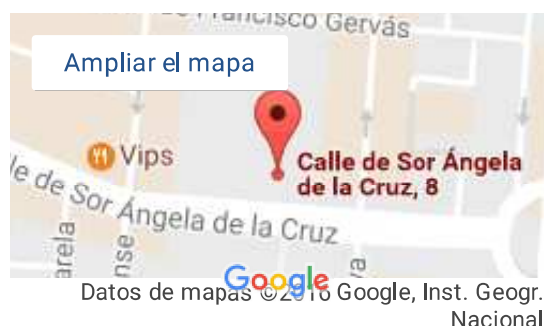 Francisco Gervás
Ampliar el mapa
Vips
Calle de Sor Ángela
de la Cruz, 8
le de Sor Ángela de la Cruz
Google
Datos de mapas ©2016 Google, Inst. Geogr.
Nacional